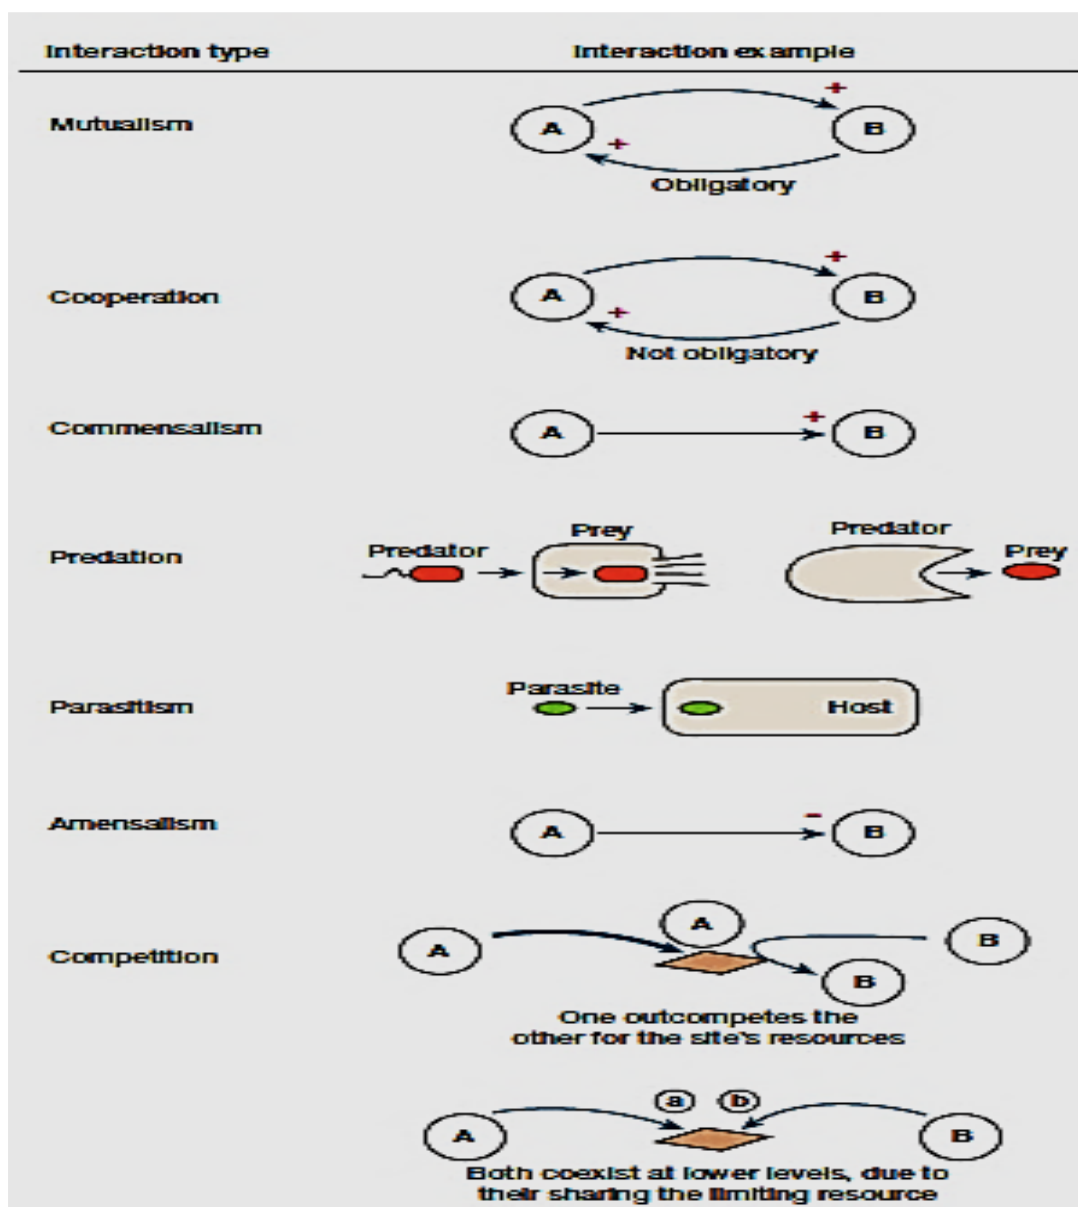 Interaction type Interaction example
Mutualism
A + B
+
Obligatory
Cooperation
A + B
+
Not obligatory
Commensalism
A + B
Predation
Predator Prey Predator Prey
Parasitism
Parasite Host
Amensalism
A - B
Competition
A A B B
One outcompetes the
other for the site's resources
a b
A B
Both coexist at lower levels, due to
their sharing the limiting resource